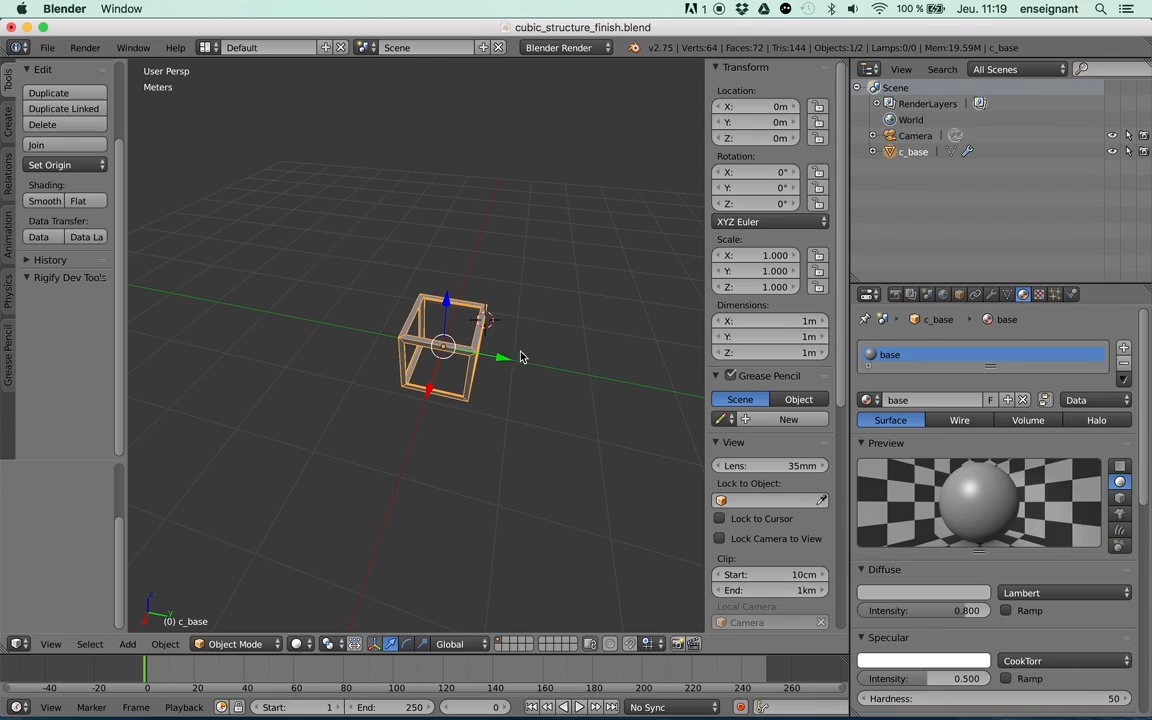 Blender Window 1 100 % Jeu. 11:19 enseignant
cubic_structure_finish.blend
File Render Window Help Default Scene Blender Render v2.75 | Verts:64 | Faces:72 | Tris:144 | Objects:1/2 | Lamps:0/0 | Mem:19.59M | c_base
Tools
Create
Relations
Animation
Physics
Grease Pencil
Edit
Duplicate
Duplicate Linked
Delete
Join
Set Origin
Shading:
Smooth Flat
Data Transfer:
Data Data La
History
Rigify Dev Tools
User Persp
Meters
(0) c_base
Transform
Location:
X: 0m
Y: 0m
Z: 0m
Rotation:
X: 0°
Y: 0°
Z: 0°
XYZ Euler
Scale:
X: 1.000
Y: 1.000
Z: 1.000
Dimensions:
X: 1m
Y: 1m
Z: 1m
Grease Pencil
Scene Object
New
View
Lens: 35mm
Lock to Object:
Lock to Cursor
Lock Camera to View
Clip:
Start: 10cm
End: 1km
Local Camera:
Camera
View Search All Scenes
Scene
RenderLayers |
World
Camera |
c_base |
c_base base
base
base F Data
Surface Wire Volume Halo
Preview
Diffuse
Lambert
Intensity: 0.800 Ramp
Specular
CookTorr
Intensity: 0.500 Ramp
Hardness: 50
View Select Add Object Object Mode Global
-40 -20 0 20 40 60 80 100 120 140 160 180 200 220 240 260
View Marker Frame Playback Start: 1 End: 250 0 No Sync